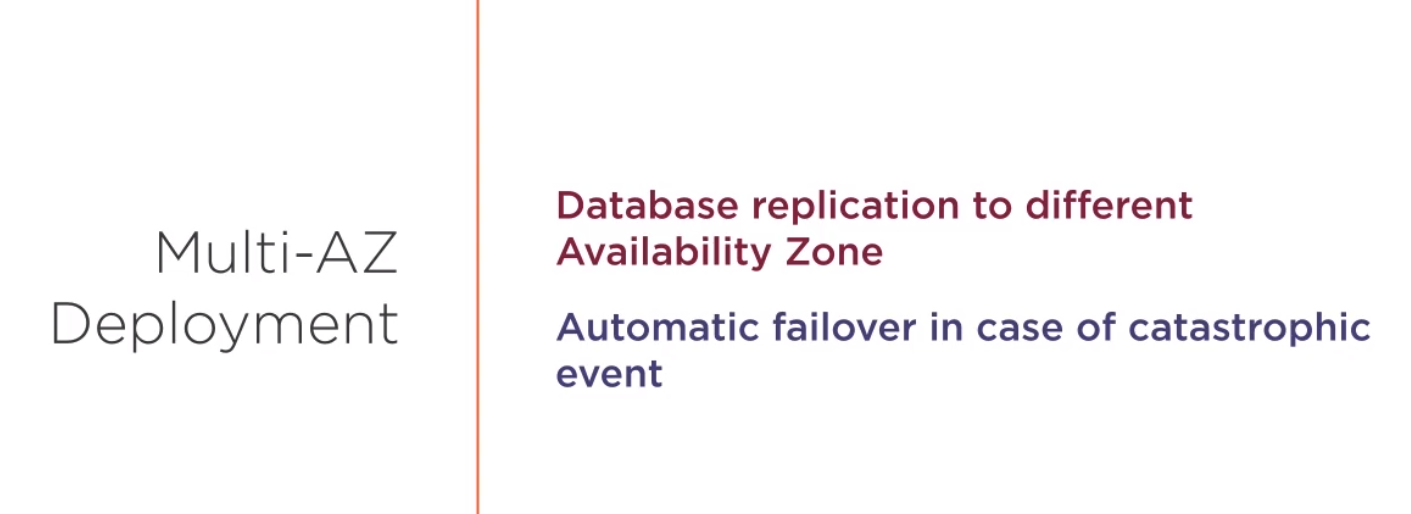 Multi-AZ
Deployment
Database replication to different
Availability Zone
Automatic failover in case of catastrophic
event